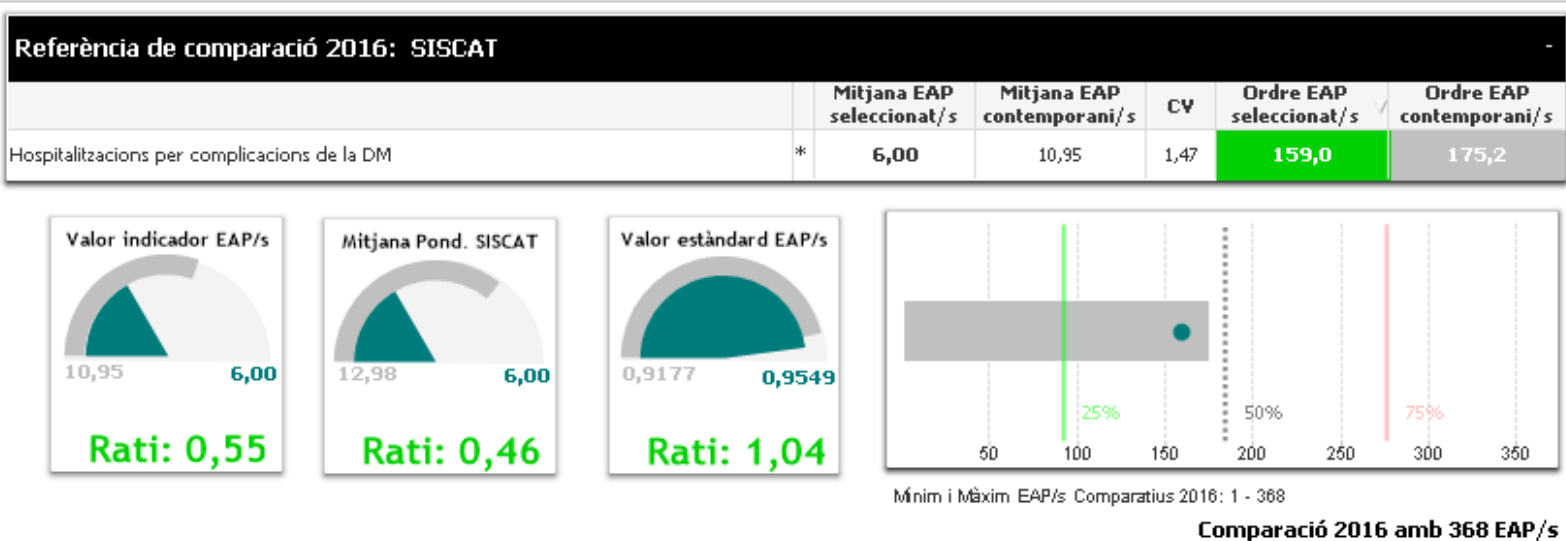 Referència de comparació 2016: SISCAT -
Mitjana EAP seleccionat/s Mitjana EAP contemporani/s CV Ordre EAP seleccionat/s Ordre EAP contemporani/s
Hospitalitzacions per complicacions de la DM * 6,00 10,95 1,47 159,0 175,2
Valor indicador EAP/s
10,95 6,00
Rati: 0,55
Mitjana Pond. SISCAT
12,98 6,00
Rati: 0,46
Valor estàndard EAP/s
0,9177 0,9549
Rati: 1,04
25% 50% 75%
50 100 150 200 250 300 350
Mínim i Màxim EAP/s Comparatius 2016: 1 - 368
Comparació 2016 amb 368 EAP/s